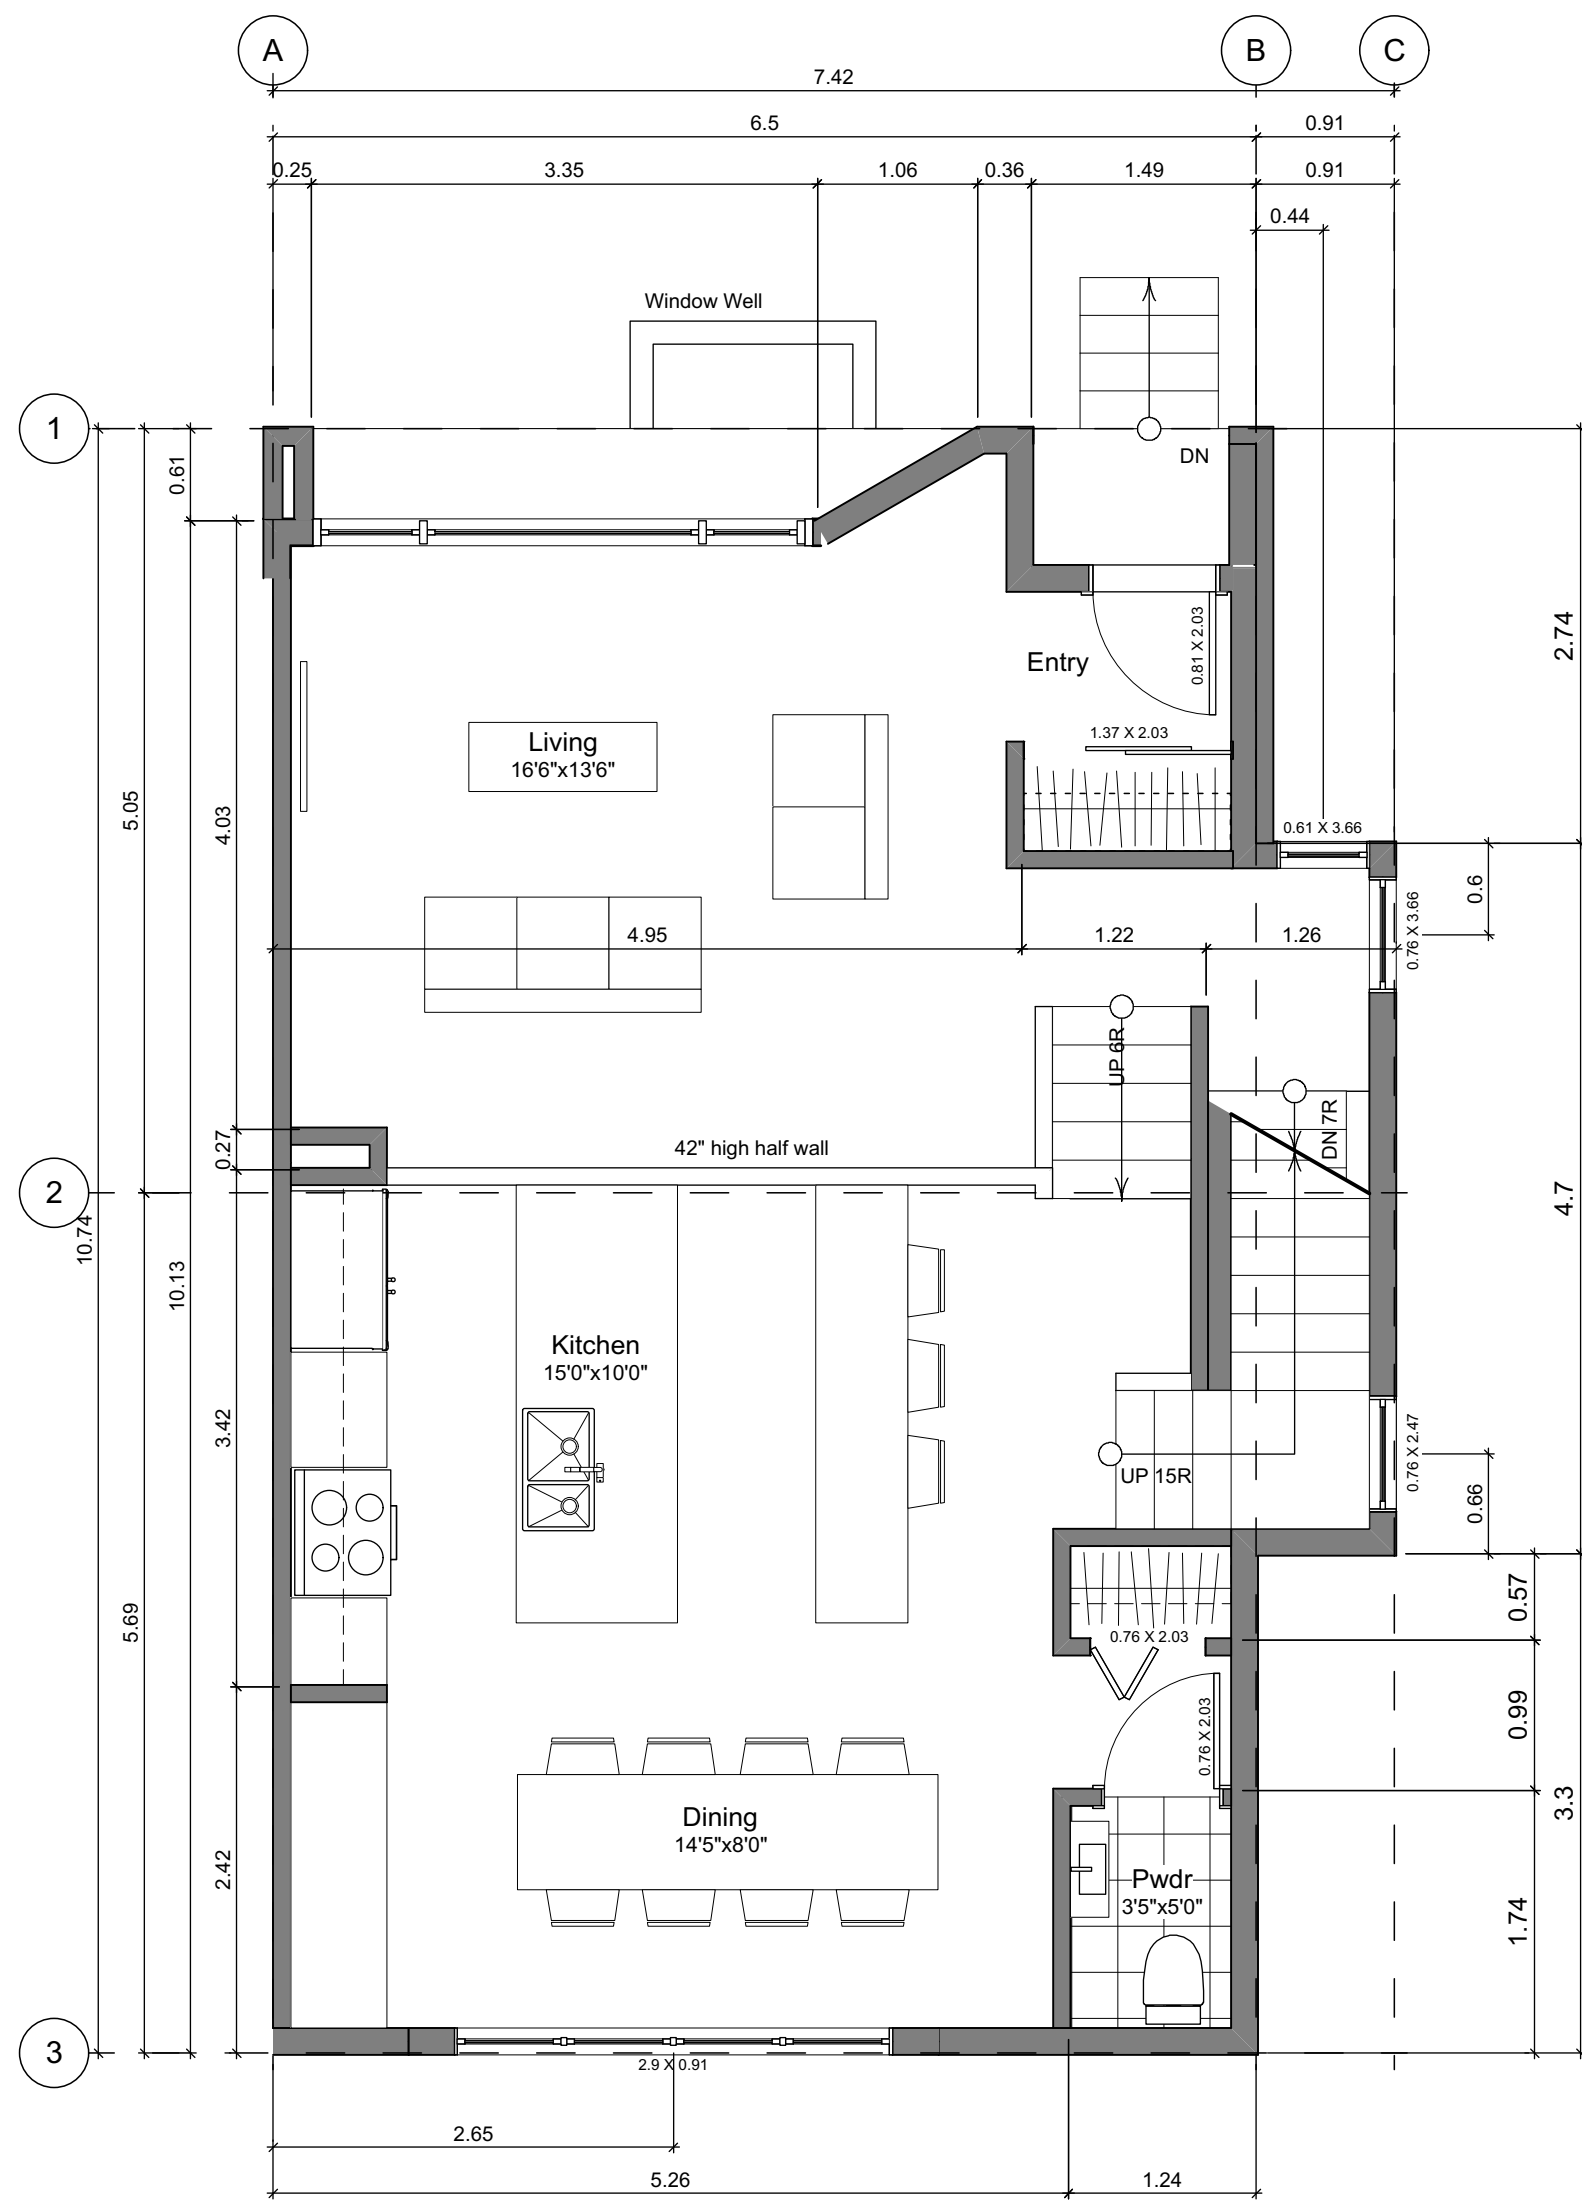 A
B
C
7.42
6.5
0.91
0.25
3.35
1.06
0.36
1.49
0.91
0.44
Window Well
1
DN
0.61
2.74
0.81 X 2.03
Entry
1.37 X 2.03
Living
16'6"x13'6"
5.05
4.03
0.61 X 3.66
0.6
0.76 X 3.66
4.95
1.22
1.26
UP 6R
DN 7R
0.27
42" high half wall
2
4.7
10.74
10.13
Kitchen
15'0"x10'0"
3.42
0.76 X 2.47
UP 15R
0.66
5.69
0.57
0.76 X 2.03
0.99
0.76 X 2.03
3.3
Dining
14'5"x8'0"
2.42
Pwdr
3'5"x5'0"
1.74
3
2.9 X 0.91
2.65
5.26
1.24